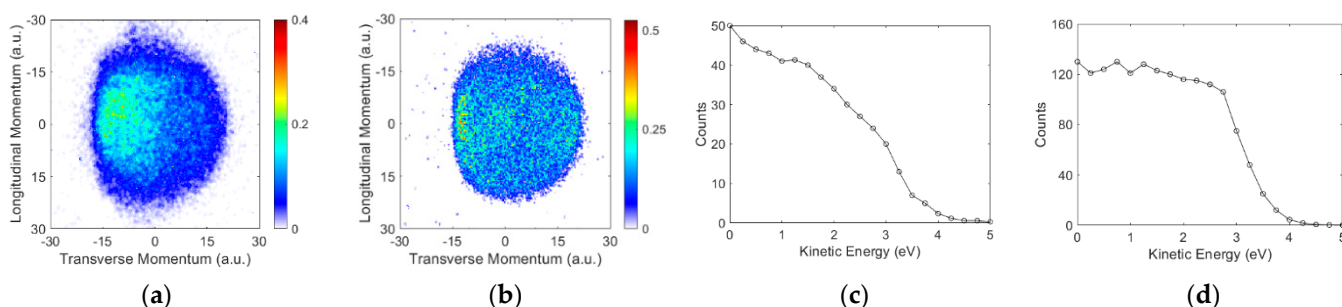 -30
-15
0
15
30
-30 -15 0 15 30
Longitudinal Momentum (a.u.)
Transverse Momentum (a.u.)
0.4
0.2
0
(a)
-30
-15
0
15
30
-30 -15 0 15 30
Longitudinal Momentum (a.u.)
Transverse Momentum (a.u.)
0.5
0.25
0
(b)
50
40
30
20
10
0
0 1 2 3 4 5
Counts
Kinetic Energy (eV)
(c)
160
120
80
40
0
0 1 2 3 4 5
Counts
Kinetic Energy (eV)
(d)